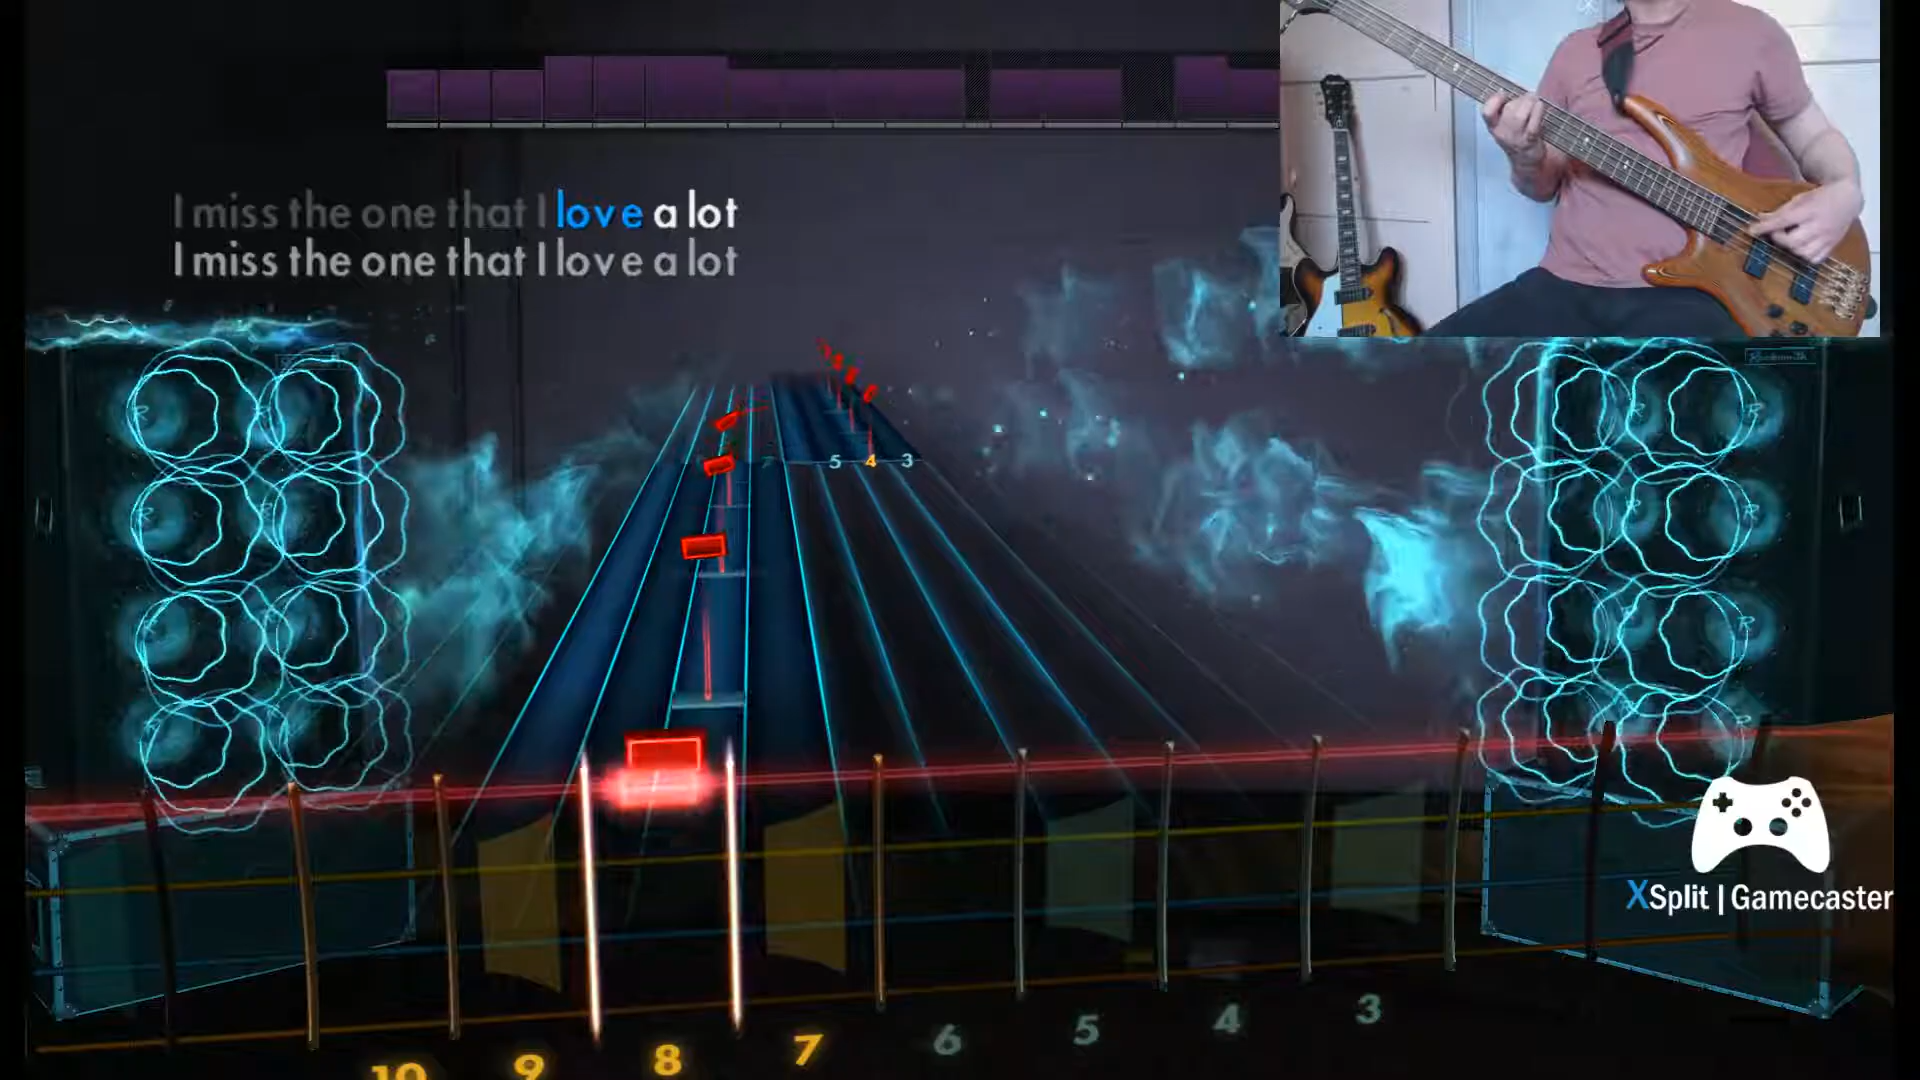 I miss the one that I love a lot
I miss the one that I love a lot
Rocksmith
5 4 3
XSplit | Gamecaster
10 9 8 7 6 5 4 3